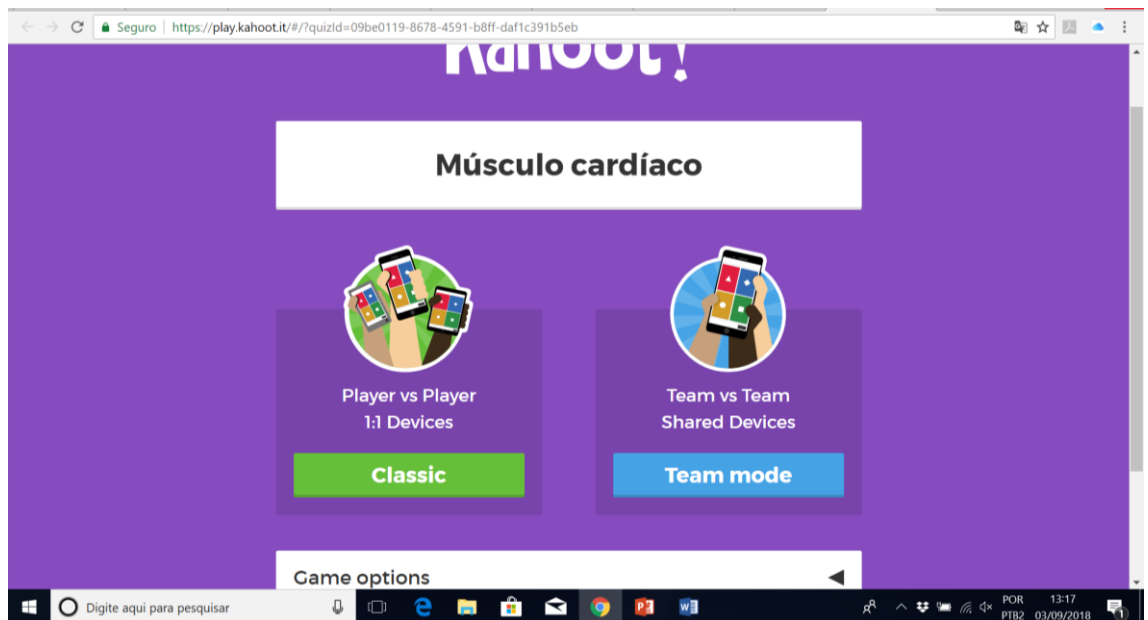 Seguro | https://play.kahoot.it/#/?quizId=09be0119-8678-4591-b8ff-daf1c391b5eb
Kahoot!
Músculo cardíaco
Player vs Player
1:1 Devices
Classic
Team vs Team
Shared Devices
Team mode
Game options
Digite aqui para pesquisar
POR
PTB2
13:17
03/09/2018